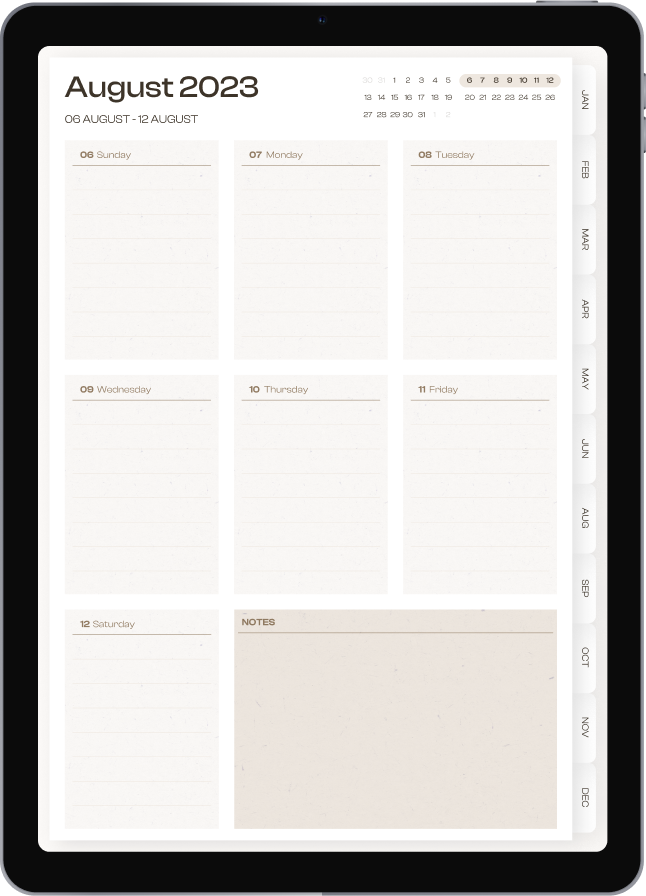 August 2023
06 AUGUST - 12 AUGUST
30 31 1 2 3 4 5 6 7 8 9 10 11 12
13 14 15 16 17 18 19 20 21 22 23 24 25 26
27 28 29 30 31 1 2
06 Sunday
07 Monday
08 Tuesday
09 Wednesday
10 Thursday
11 Friday
12 Saturday
NOTES
JAN
FEB
MAR
APR
MAY
JUN
AUG
SEP
OCT
NOV
DEC